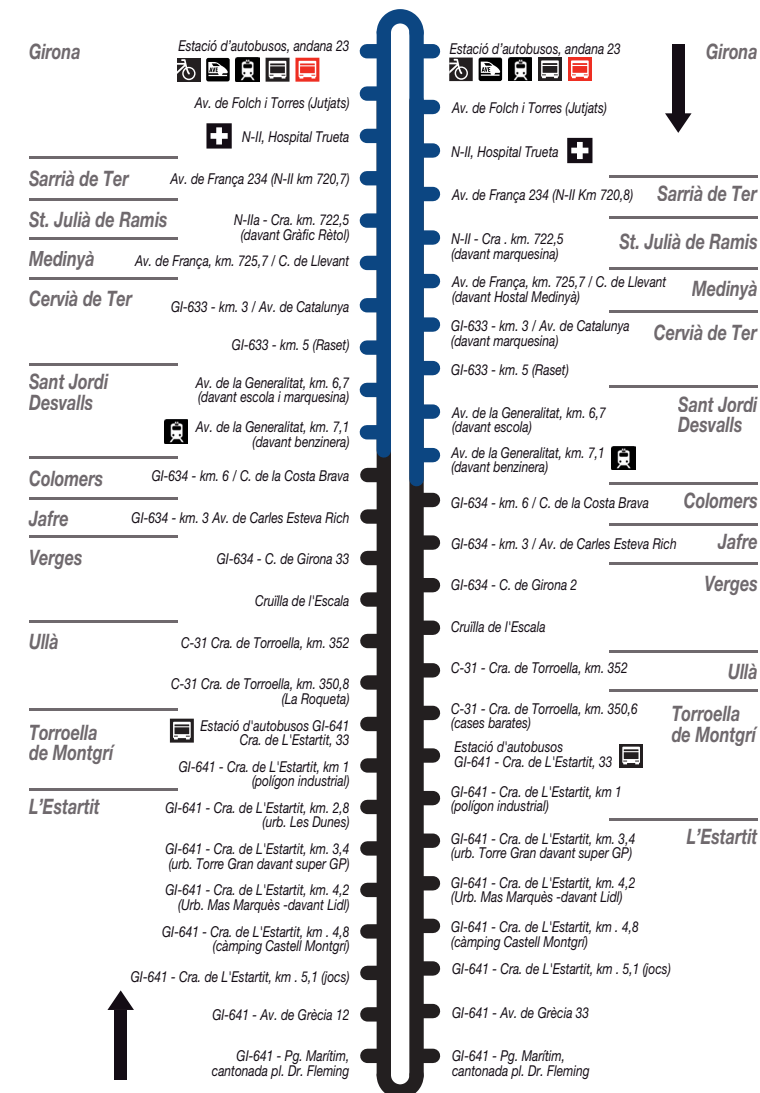 Girona
Estació d'autobusos, andana 23
AVE
Av. de Folch i Torres (Jutjats)
N-II, Hospital Trueta
Sarrià de Ter
Av. de França 234 (N-II km 720,7)
St. Julià de Ramis
N-IIa - Cra. km. 722,5
(davant Gràfic Rètol)
Medinyà
Av. de França, km. 725,7 / C. de Llevant
Cervià de Ter
GI-633 - km. 3 / Av. de Catalunya
GI-633 - km. 5 (Raset)
Sant Jordi
Desvalls
Av. de la Generalitat, km. 6,7
(davant escola i marquesina)
Av. de la Generalitat, km. 7,1
(davant benzinera)
Colomers
GI-634 - km. 6 / C. de la Costa Brava
Jafre
GI-634 - km. 3 Av. de Carles Esteva Rich
Verges
GI-634 - C. de Girona 33
Cruïlla de l'Escala
Ullà
C-31 Cra. de Torroella, km. 352
C-31 Cra. de Torroella, km. 350,8
(La Roqueta)
Torroella
de Montgrí
Estació d'autobusos GI-641
Cra. de L'Estartit, 33
GI-641 - Cra. de L'Estartit, km 1
(polígon industrial)
L'Estartit
GI-641 - Cra. de L'Estartit, km. 2,8
(urb. Les Dunes)
GI-641 - Cra. de L'Estartit, km. 3,4
(urb. Torre Gran davant super GP)
GI-641 - Cra. de L'Estartit, km. 4,2
(Urb. Mas Marquès -davant Lidl)
GI-641 - Cra. de L'Estartit, km . 4,8
(càmping Castell Montgrí)
GI-641 - Cra. de L'Estartit, km . 5,1 (jocs)
GI-641 - Av. de Grècia 12
GI-641 - Pg. Marítim,
cantonada pl. Dr. Fleming
Estació d'autobusos, andana 23
Girona
AVE
Av. de Folch i Torres (Jutjats)
N-II, Hospital Trueta
Av. de França 234 (N-II Km 720,8)
Sarrià de Ter
N-II - Cra . km. 722,5
(davant marquesina)
St. Julià de Ramis
Av. de França, km. 725,7 / C. de Llevant
(davant Hostal Medinyà)
Medinyà
GI-633 - km. 3 / Av. de Catalunya
(davant marquesina)
Cervià de Ter
GI-633 - km. 5 (Raset)
Av. de la Generalitat, km. 6,7
(davant escola)
Sant Jordi
Desvalls
Av. de la Generalitat, km. 7,1
(davant benzinera)
GI-634 - km. 6 / C. de la Costa Brava
Colomers
GI-634 - km. 3 / Av. de Carles Esteva Rich
Jafre
GI-634 - C. de Girona 2
Verges
Cruïlla de l'Escala
C-31 - Cra. de Torroella, km. 352
Ullà
C-31 - Cra. de Torroella, km. 350,6
(cases barates)
Torroella
de Montgrí
Estació d'autobusos
GI-641 - Cra. de L'Estartit, 33
GI-641 - Cra. de L'Estartit, km 1
(polígon industrial)
GI-641 - Cra. de L'Estartit, km. 3,4
(urb. Torre Gran davant super GP)
L'Estartit
GI-641 - Cra. de L'Estartit, km. 4,2
(Urb. Mas Marquès -davant Lidl)
GI-641 - Cra. de L'Estartit, km . 4,8
(càmping Castell Montgrí)
GI-641 - Cra. de L'Estartit, km . 5,1 (jocs)
GI-641 - Av. de Grècia 33
GI-641 - Pg. Marítim,
cantonada pl. Dr. Fleming